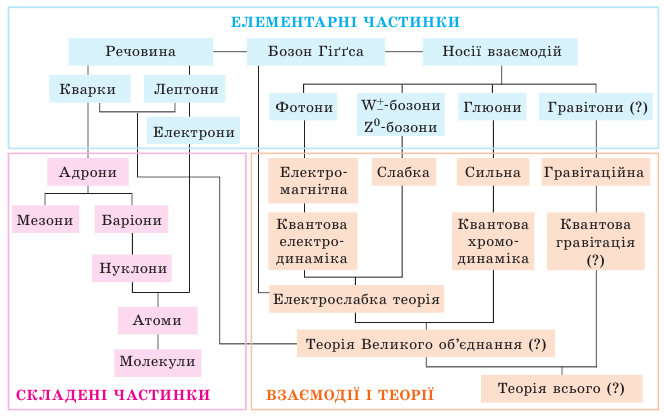 ЕЛЕМЕНТАРНІ ЧАСТИНКИ
Речовина
Бозон Гіґґса
Носії взаємодій
Кварки
Лептони
Електрони
Фотони
W±-бозони
Z⁰-бозони
Глюони
Гравітони (?)
Адрони
Мезони
Баріони
Нуклони
Атоми
Молекули
СКЛАДЕНІ ЧАСТИНКИ
Електро-
магнітна
Слабка
Сильна
Гравітаційна
Квантова
електро-
динаміка
Квантова
хромо-
динаміка
Квантова
гравітація
(?)
Електрослабка теорія
Теорія Великого об'єднання (?)
Теорія всього (?)
ВЗАЄМОДІЇ І ТЕОРІЇ